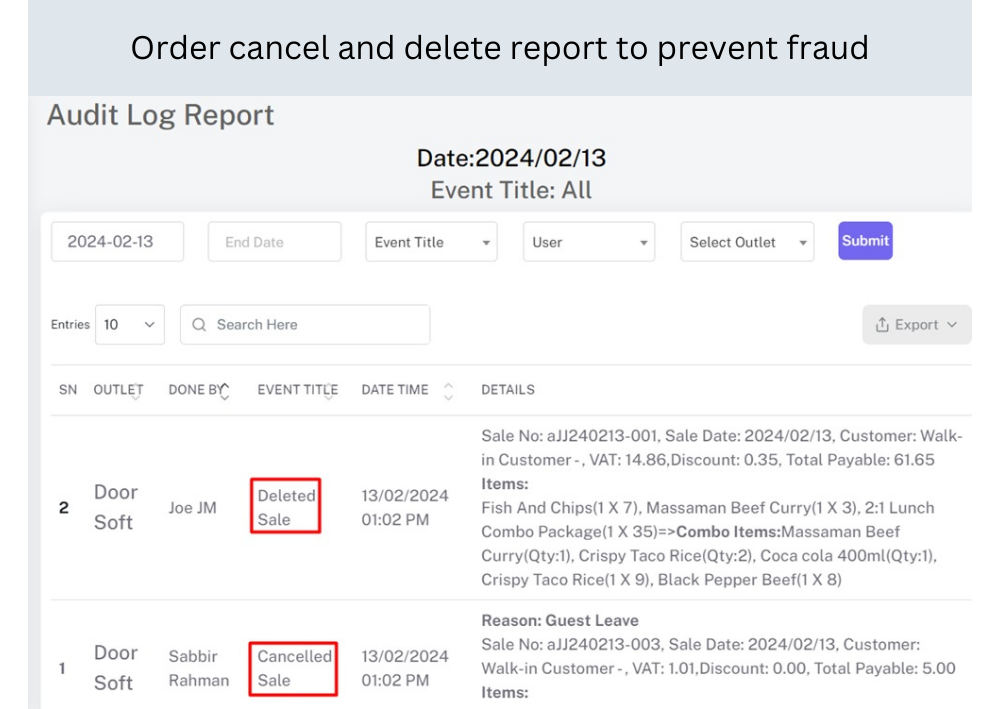 Order cancel and delete report to prevent fraud
Audit Log Report
Date:2024/02/13
Event Title: All
2024-02-13 End Date Event Title User Select Outlet Submit
Entries 10 Search Here Export
SN OUTLET DONE BY EVENT TITLE DATE TIME DETAILS
2 Door Soft Joe JM Deleted Sale 13/02/2024 01:02 PM
Sale No: aJJ240213-001, Sale Date: 2024/02/13, Customer: Walk-
in Customer - , VAT: 14.86,Discount: 0.35, Total Payable: 61.65
Items:
Fish And Chips(1 X 7), Massaman Beef Curry(1 X 3), 2:1 Lunch
Combo Package(1 X 35)=>Combo Items:Massaman Beef
Curry(Qty:1), Crispy Taco Rice(Qty:2), Coca cola 400ml(Qty:1),
Crispy Taco Rice(1 X 9), Black Pepper Beef(1 X 8)
1 Door Soft Sabbir Rahman Cancelled Sale 13/02/2024 01:02 PM
Reason: Guest Leave
Sale No: aJJ240213-003, Sale Date: 2024/02/13, Customer:
Walk-in Customer - , VAT: 1.01,Discount: 0.00, Total Payable: 5.00
Items: